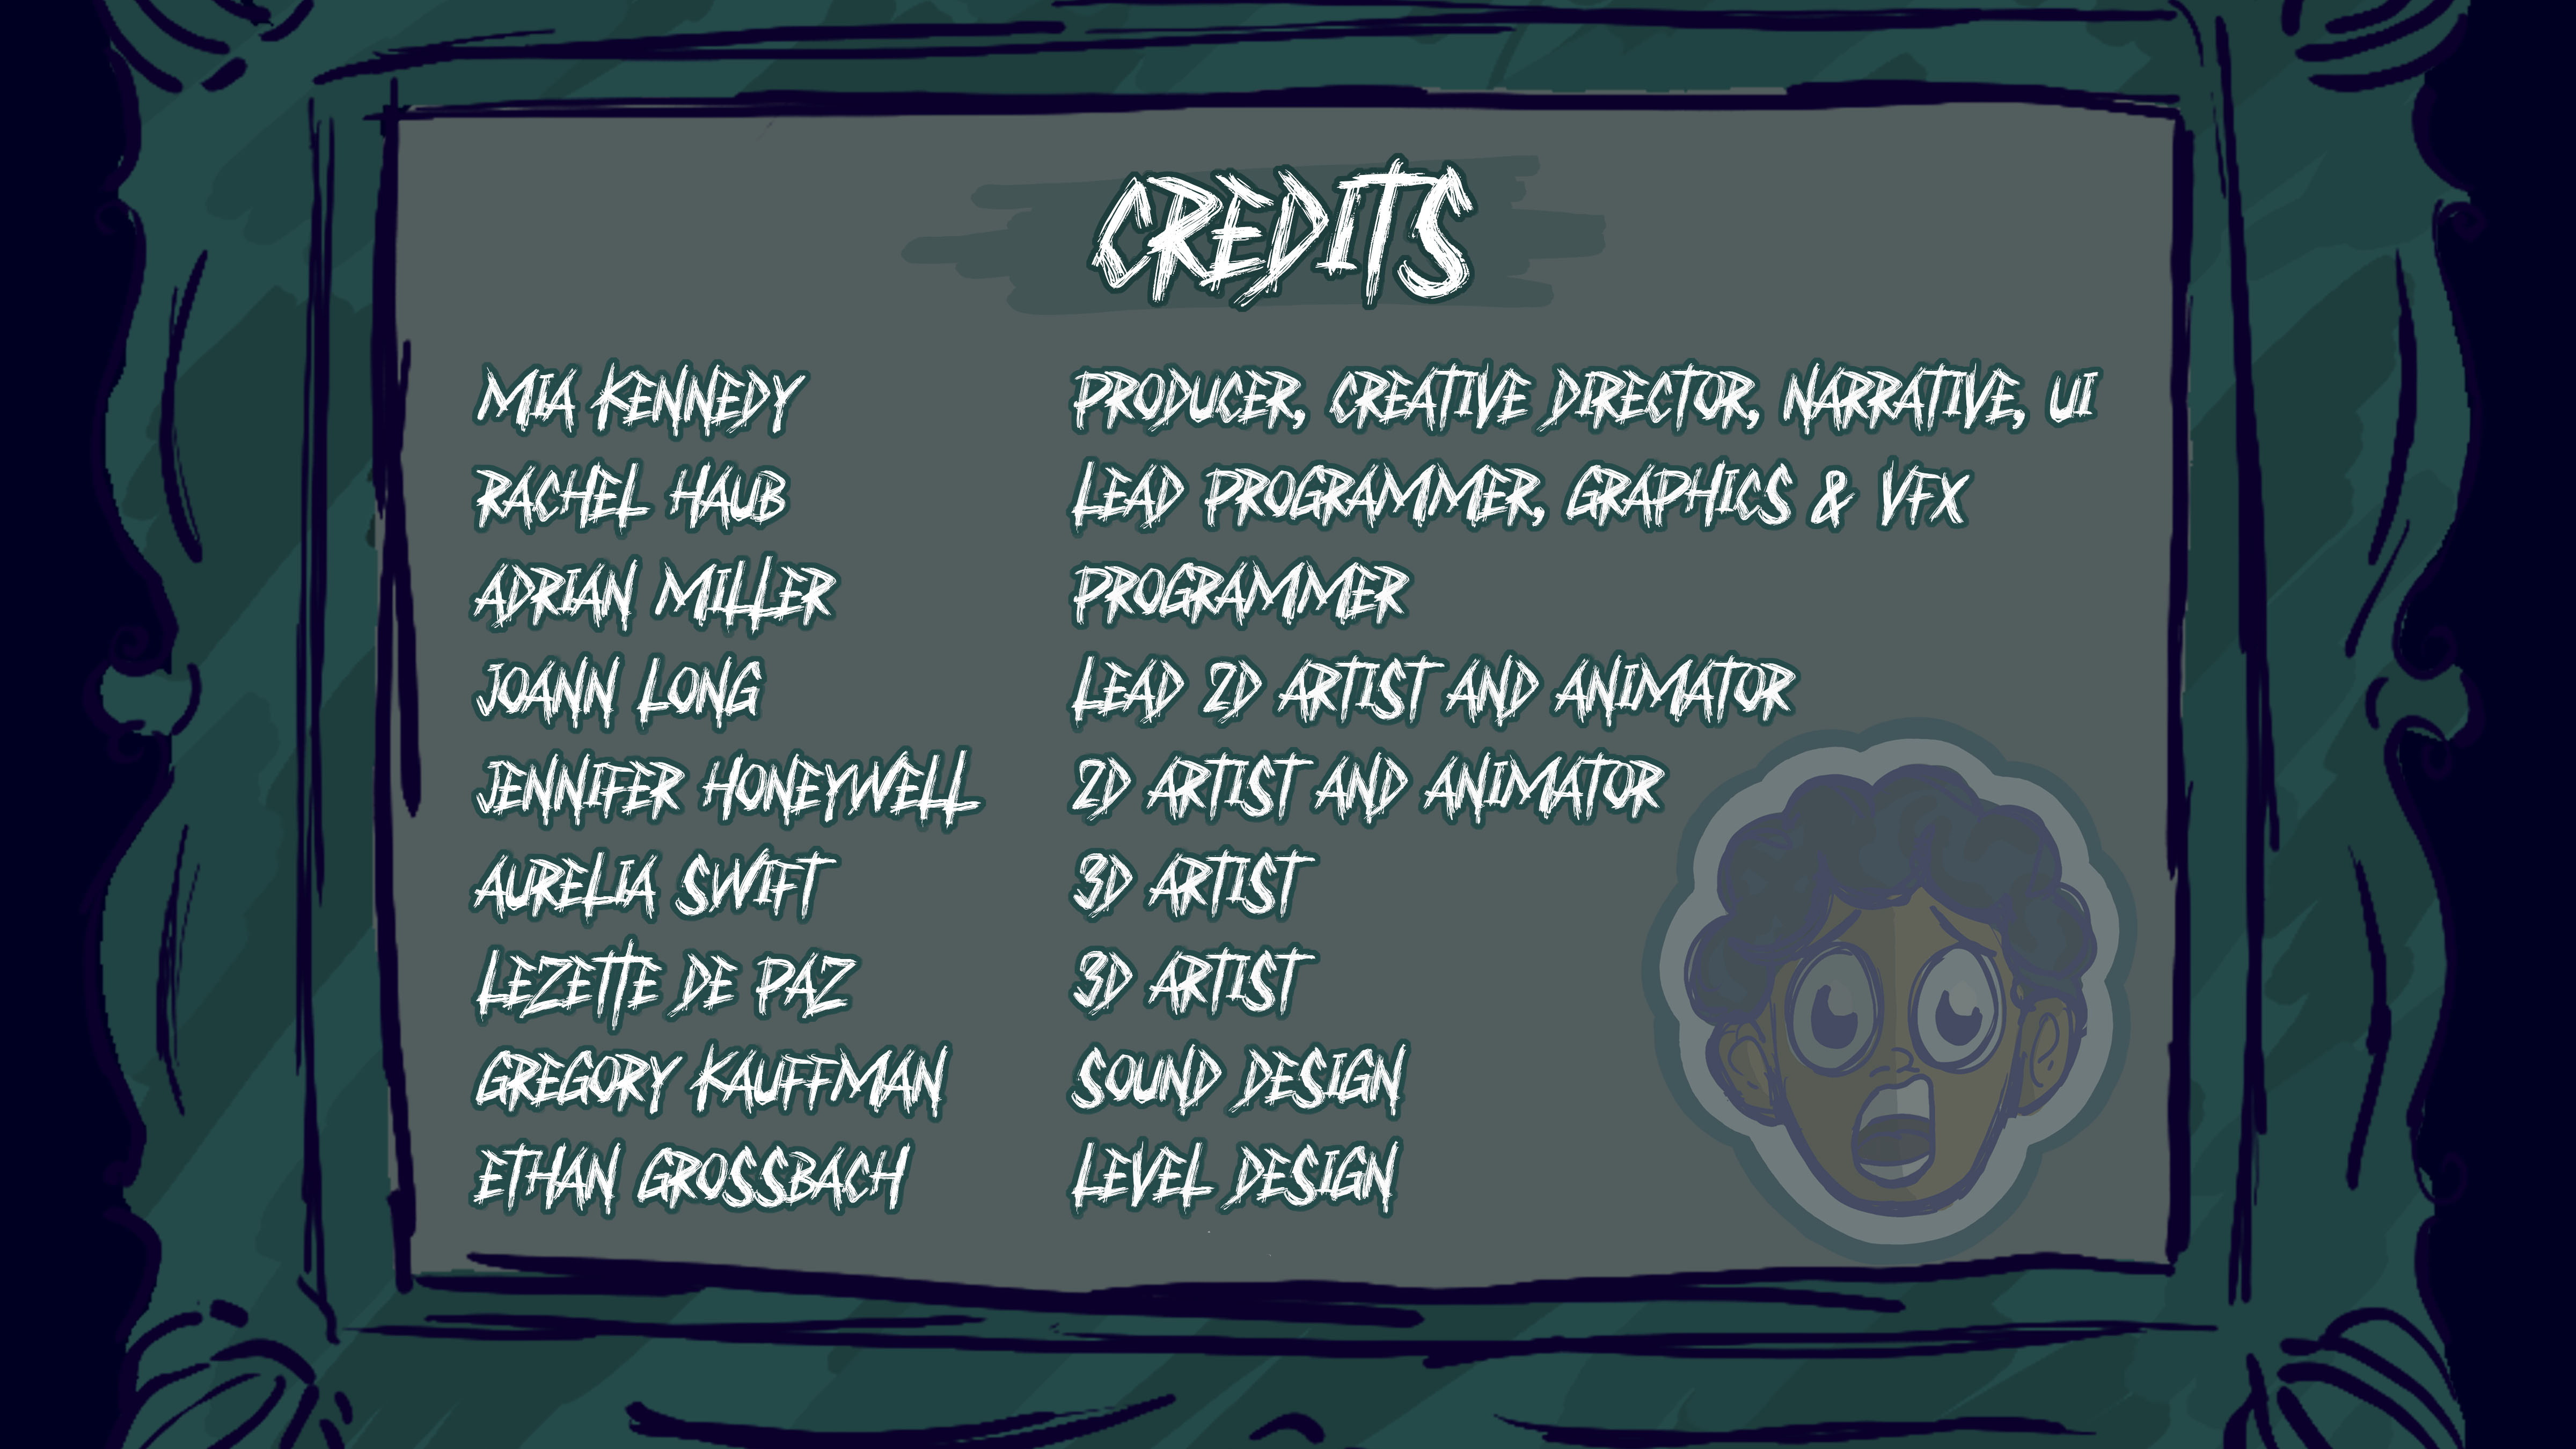 CREDITS
MIA KENNEDY PRODUCER, CREATIVE DIRECTOR, NARRATIVE, UI
RACHEL HAUB LEAD PROGRAMMER, GRAPHICS & VFX
ADRIAN MILLER PROGRAMMER
JOANN LONG LEAD 2D ARTIST AND ANIMATOR
JENNIFER HONEYWELL 2D ARTIST AND ANIMATOR
AURELIA SWIFT 3D ARTIST
LEZETTE DE PAZ 3D ARTIST
GREGORY KAUFFMAN SOUND DESIGN
ETHAN GROSSBACH LEVEL DESIGN